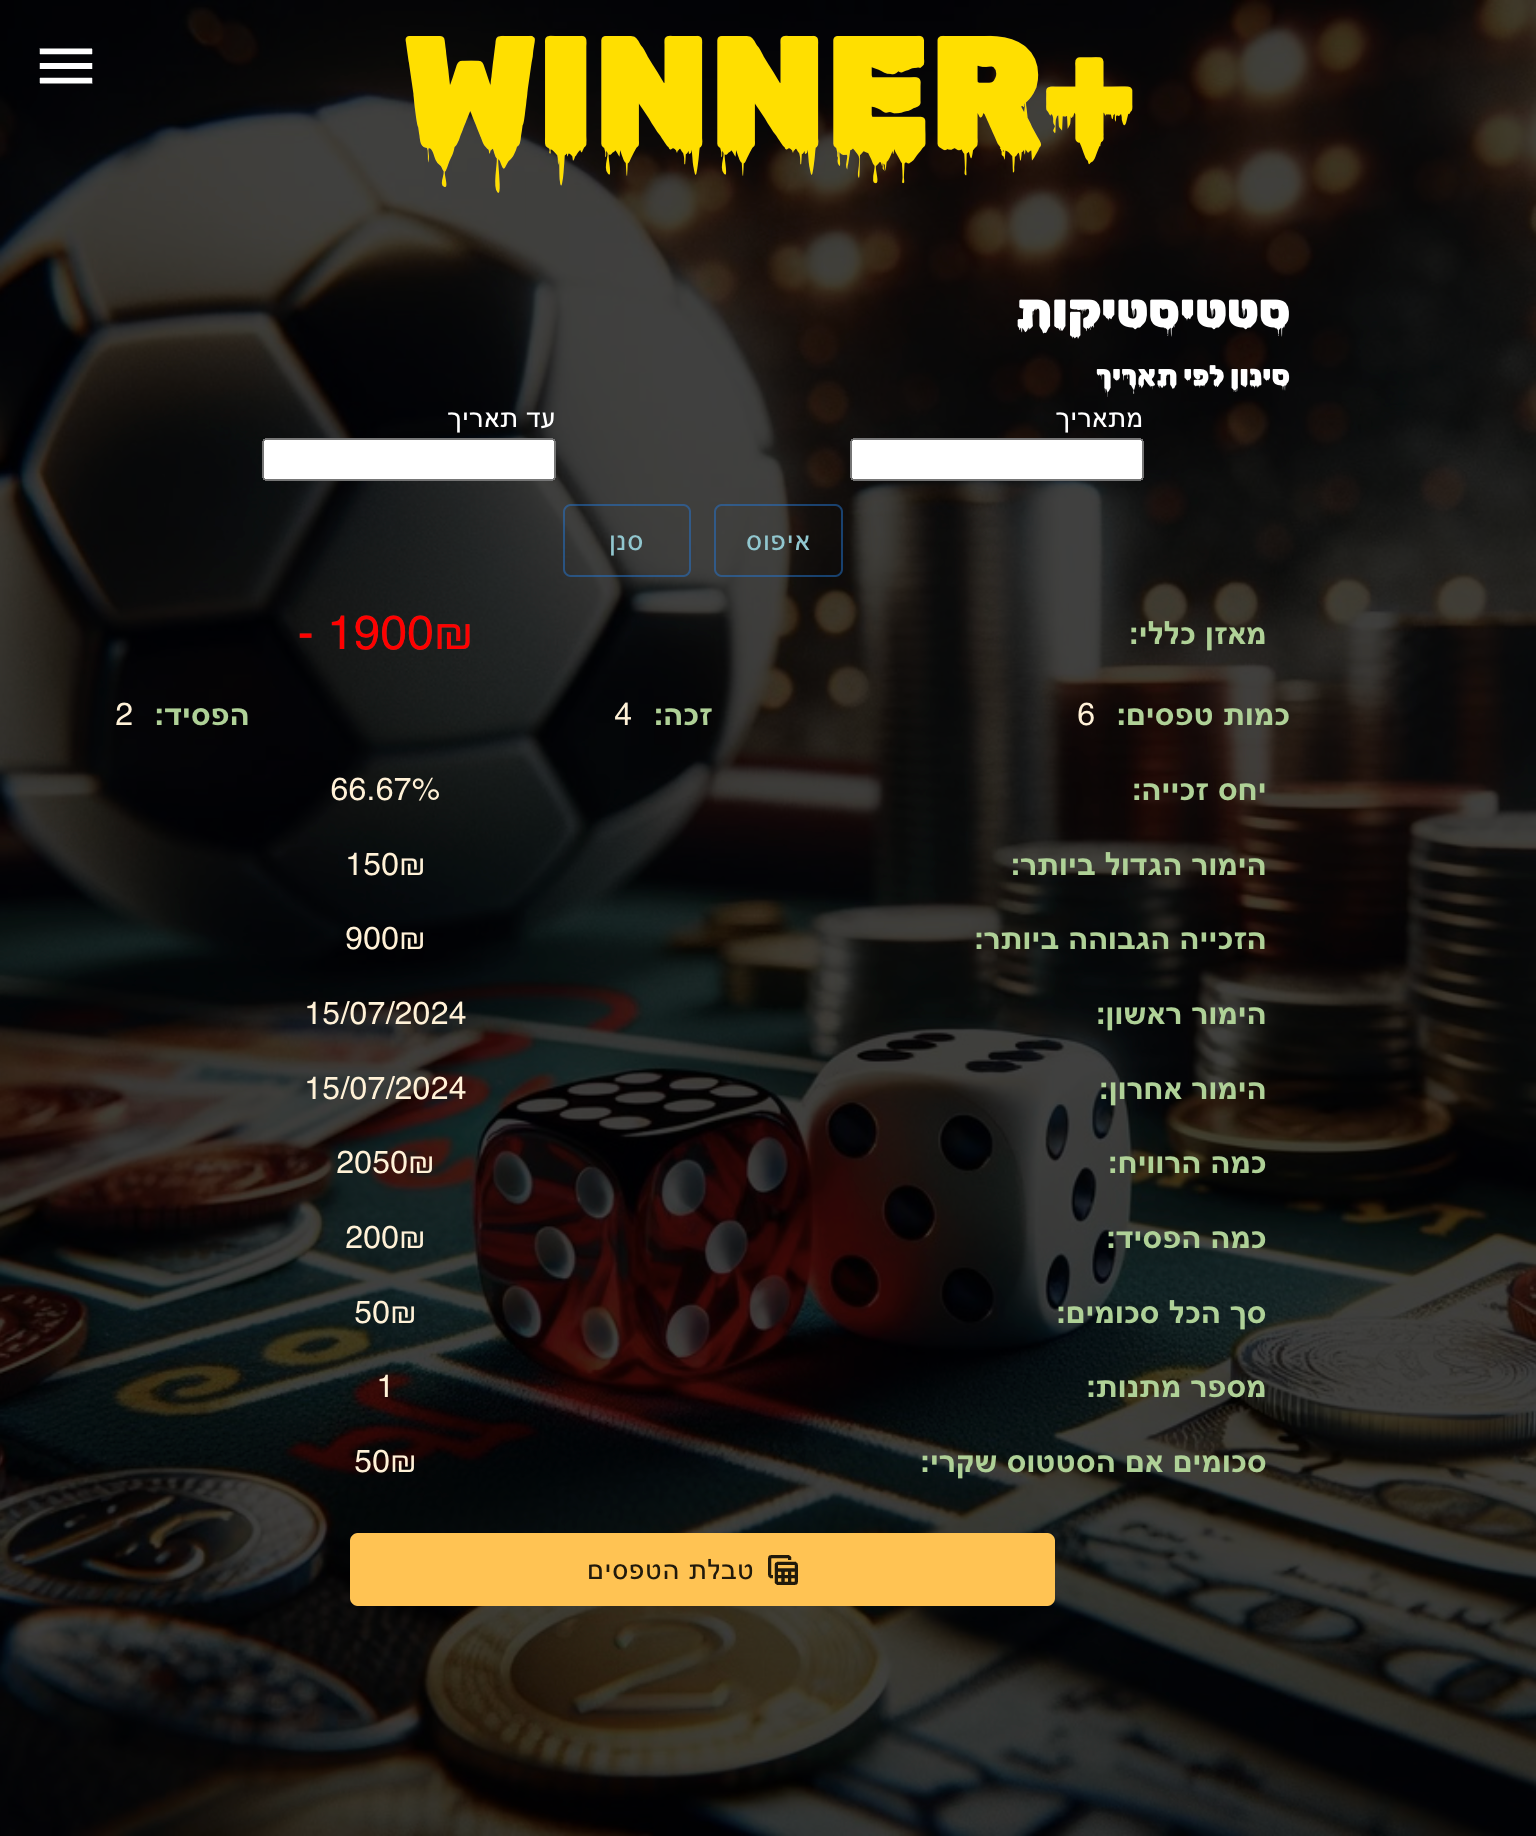 WINNER+
סטטיסטיקות
סינון לפי תאריך
מתאריך עד תאריך
איפוס סנן
מאזן כללי: - 1900₪
כמות טפסים: 6 זכה: 4 הפסיד: 2
יחס זכייה: 66.67%
הימור הגדול ביותר: 150₪
הזכייה הגבוהה ביותר: 900₪
הימור ראשון: 15/07/2024
הימור אחרון: 15/07/2024
כמה הרוויח: 2050₪
כמה הפסיד: 200₪
סך הכל סכומים: 50₪
מספר מתנות: 1
סכומים אם הסטטוס שקרי: 50₪
טבלת הטפסים
2